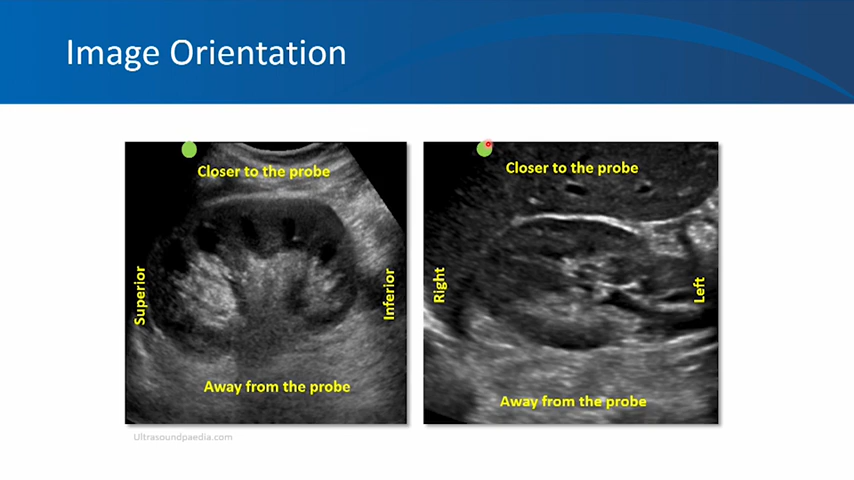 Image Orientation
Closer to the probe
Superior
Inferior
Away from the probe
Closer to the probe
Right
Left
Away from the probe
Ultrasoundpaedia.com